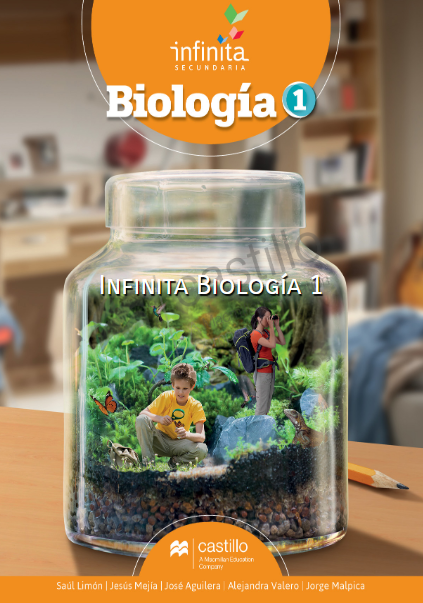 infinita
SECUNDARIA
Biología 1
castillo
INFINITA BIOLOGÍA 1
castillo
A Macmillan Education
Company
Saúl Limón | Jesús Mejía | José Aguilera | Alejandra Valero | Jorge Malpica